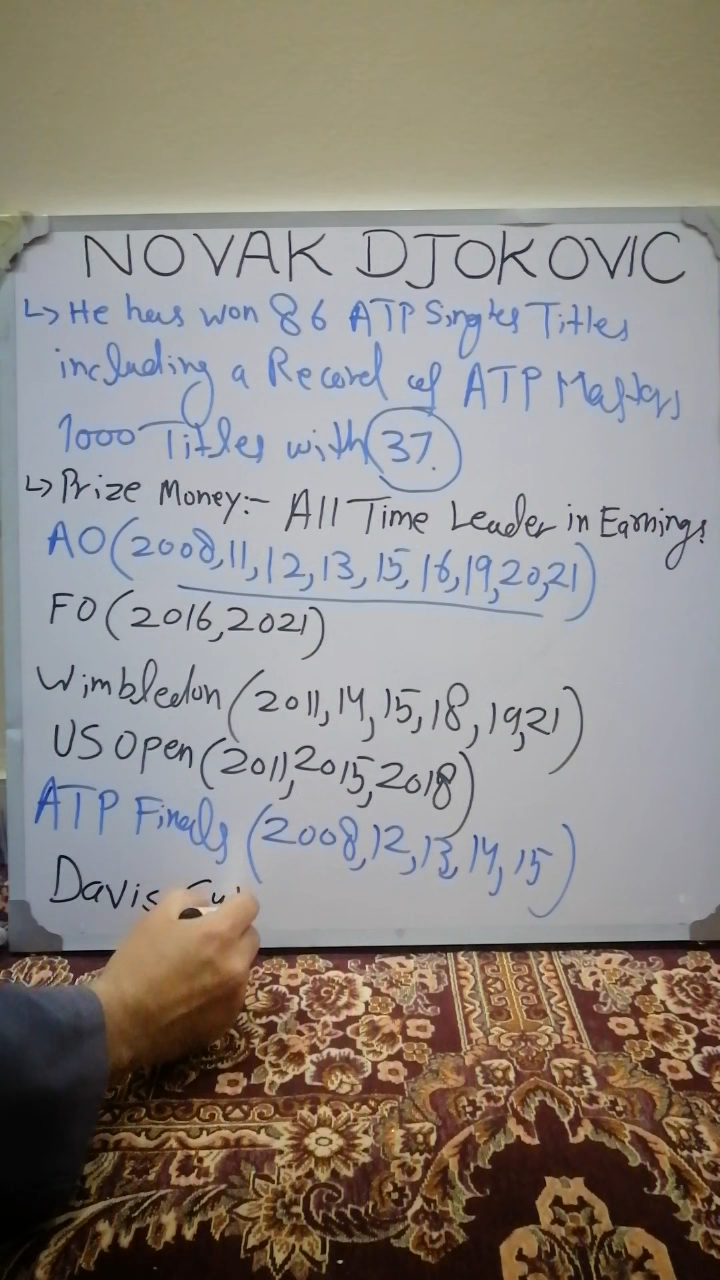 NOVAK DJOKOVIC
↳ He has won 86 ATP Singles Titles
including a Record of ATP Masters
1000 Titles with 37.
↳ Prize Money:- All Time Leader in Earnings.
AO (2008,11,12,13,15,16,19,20,21)
FO (2016,2021)
Wimbledon (2011,14,15,18,19,21)
US Open (2011,2015,2018)
ATP Finals (2008,12,13,14,15)
Davis Cu